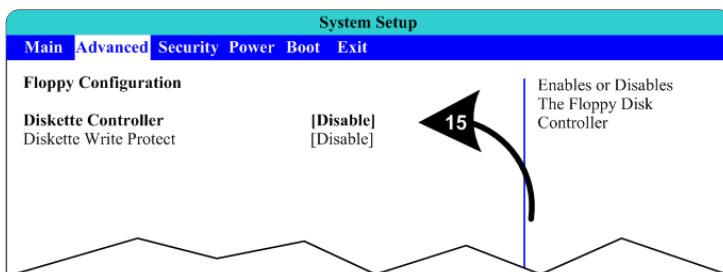 System Setup
Main Advanced Security Power Boot Exit
Floppy Configuration
Diskette Controller [Disable]
Diskette Write Protect [Disable]
15
Enables or Disables
The Floppy Disk
Controller